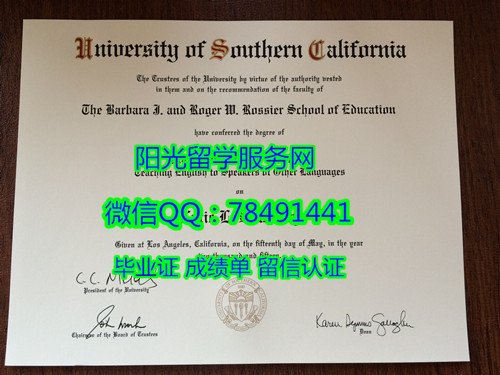 University of Southern California
The Trustees of the University by virtue of the authority vested
in them and on the recommendation of the faculty of
The Barbara J. and Roger W. Rossier School of Education
have conferred the degree of
阳光留学服务网
Teaching English to Speakers of Other Languages
on
微信QQ：78491441
Given at Los Angeles, California, on the fifteenth day of May, in the year
two thousand and fifteen
毕业证 成绩单 留信认证
President of the University
Chairman of the Board of Trustees
Dean